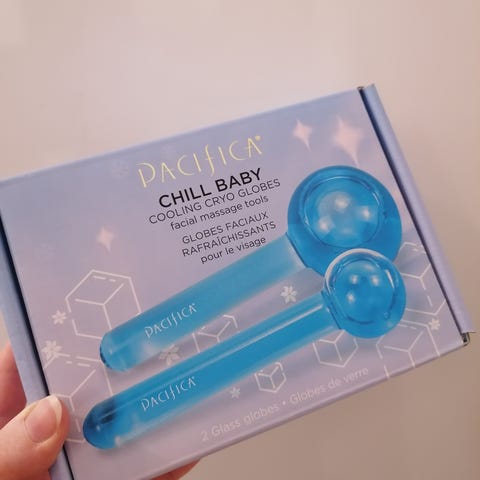 PACIFICA®
CHILL BABY
COOLING CRYO GLOBES
facial massage tools
GLOBES FACIAUX
RAFRAÎCHISSANTS
pour le visage
PACIFICA
PACIFICA
2 Glass globes • Globes de verre